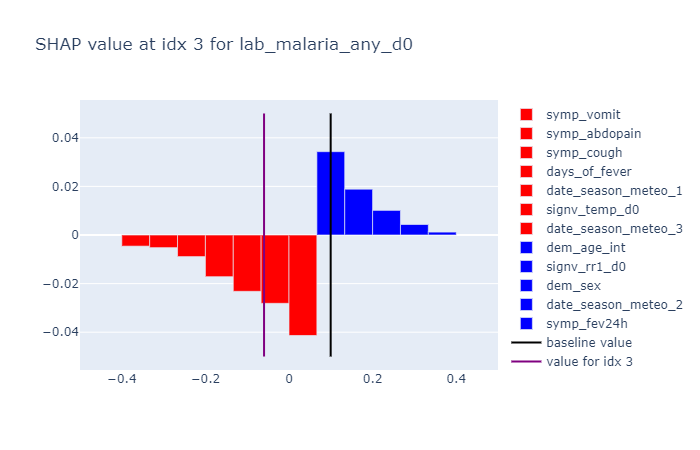 SHAP value at idx 3 for lab_malaria_any_d0
0.04
0.02
0
−0.02
−0.04
−0.4
−0.2
0
0.2
0.4
symp_vomit
symp_abdopain
symp_cough
days_of_fever
date_season_meteo_1
signv_temp_d0
date_season_meteo_3
dem_age_int
signv_rr1_d0
dem_sex
date_season_meteo_2
symp_fev24h
baseline value
value for idx 3